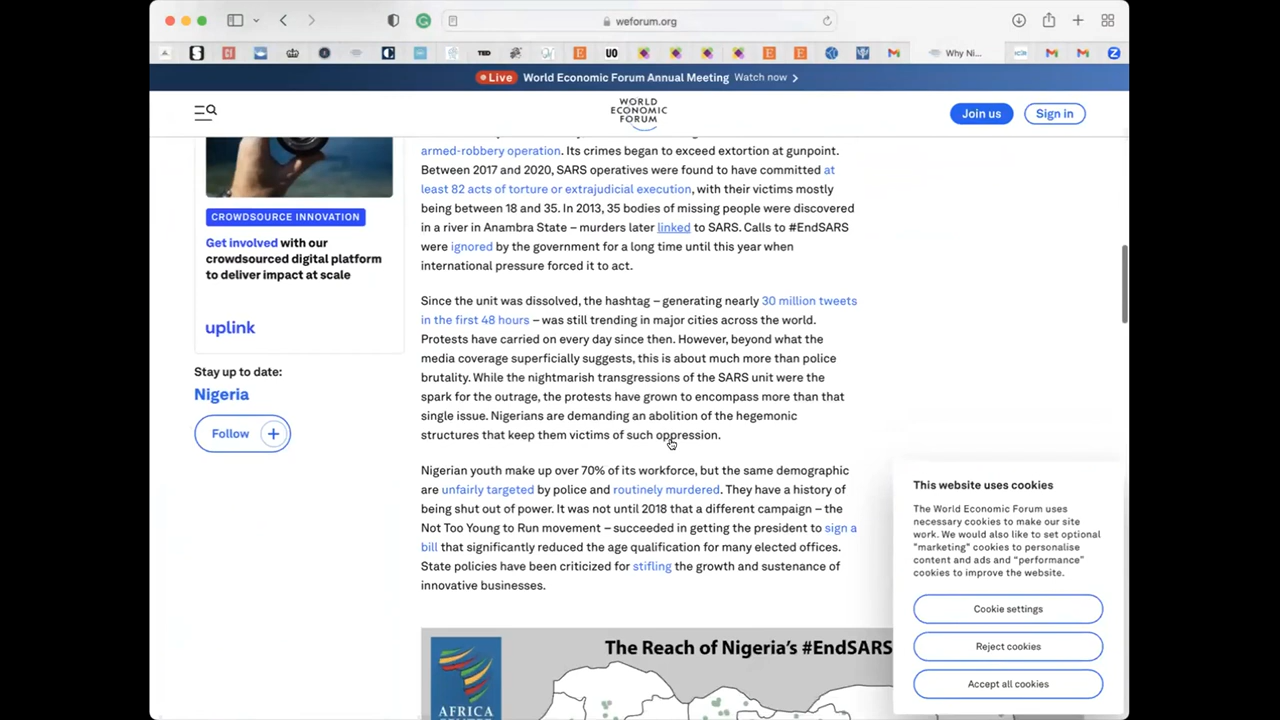 weforum.org
TED
UO
Why Ni...
Live World Economic Forum Annual Meeting Watch now
WORLD
ECONOMIC
FORUM
Join us
Sign in
CROWDSOURCE INNOVATION
Get involved with our
crowdsourced digital platform
to deliver impact at scale
uplink
Stay up to date:
Nigeria
Follow +
armed-robbery operation. Its crimes began to exceed extortion at gunpoint.
Between 2017 and 2020, SARS operatives were found to have committed at
least 82 acts of torture or extrajudicial execution, with their victims mostly
being between 18 and 35. In 2013, 35 bodies of missing people were discovered
in a river in Anambra State – murders later linked to SARS. Calls to #EndSARS
were ignored by the government for a long time until this year when
international pressure forced it to act.
Since the unit was dissolved, the hashtag – generating nearly 30 million tweets
in the first 48 hours – was still trending in major cities across the world.
Protests have carried on every day since then. However, beyond what the
media coverage superficially suggests, this is about much more than police
brutality. While the nightmarish transgressions of the SARS unit were the
spark for the outrage, the protests have grown to encompass more than that
single issue. Nigerians are demanding an abolition of the hegemonic
structures that keep them victims of such oppression.
Nigerian youth make up over 70% of its workforce, but the same demographic
are unfairly targeted by police and routinely murdered. They have a history of
being shut out of power. It was not until 2018 that a different campaign – the
Not Too Young to Run movement – succeeded in getting the president to sign a
bill that significantly reduced the age qualification for many elected offices.
State policies have been criticized for stifling the growth and sustenance of
innovative businesses.
The Reach of Nigeria's #EndSARS
AFRICA
This website uses cookies
The World Economic Forum uses
necessary cookies to make our site
work. We would also like to set optional
"marketing" cookies to personalise
content and ads and "performance"
cookies to improve the website.
Cookie settings
Reject cookies
Accept all cookies